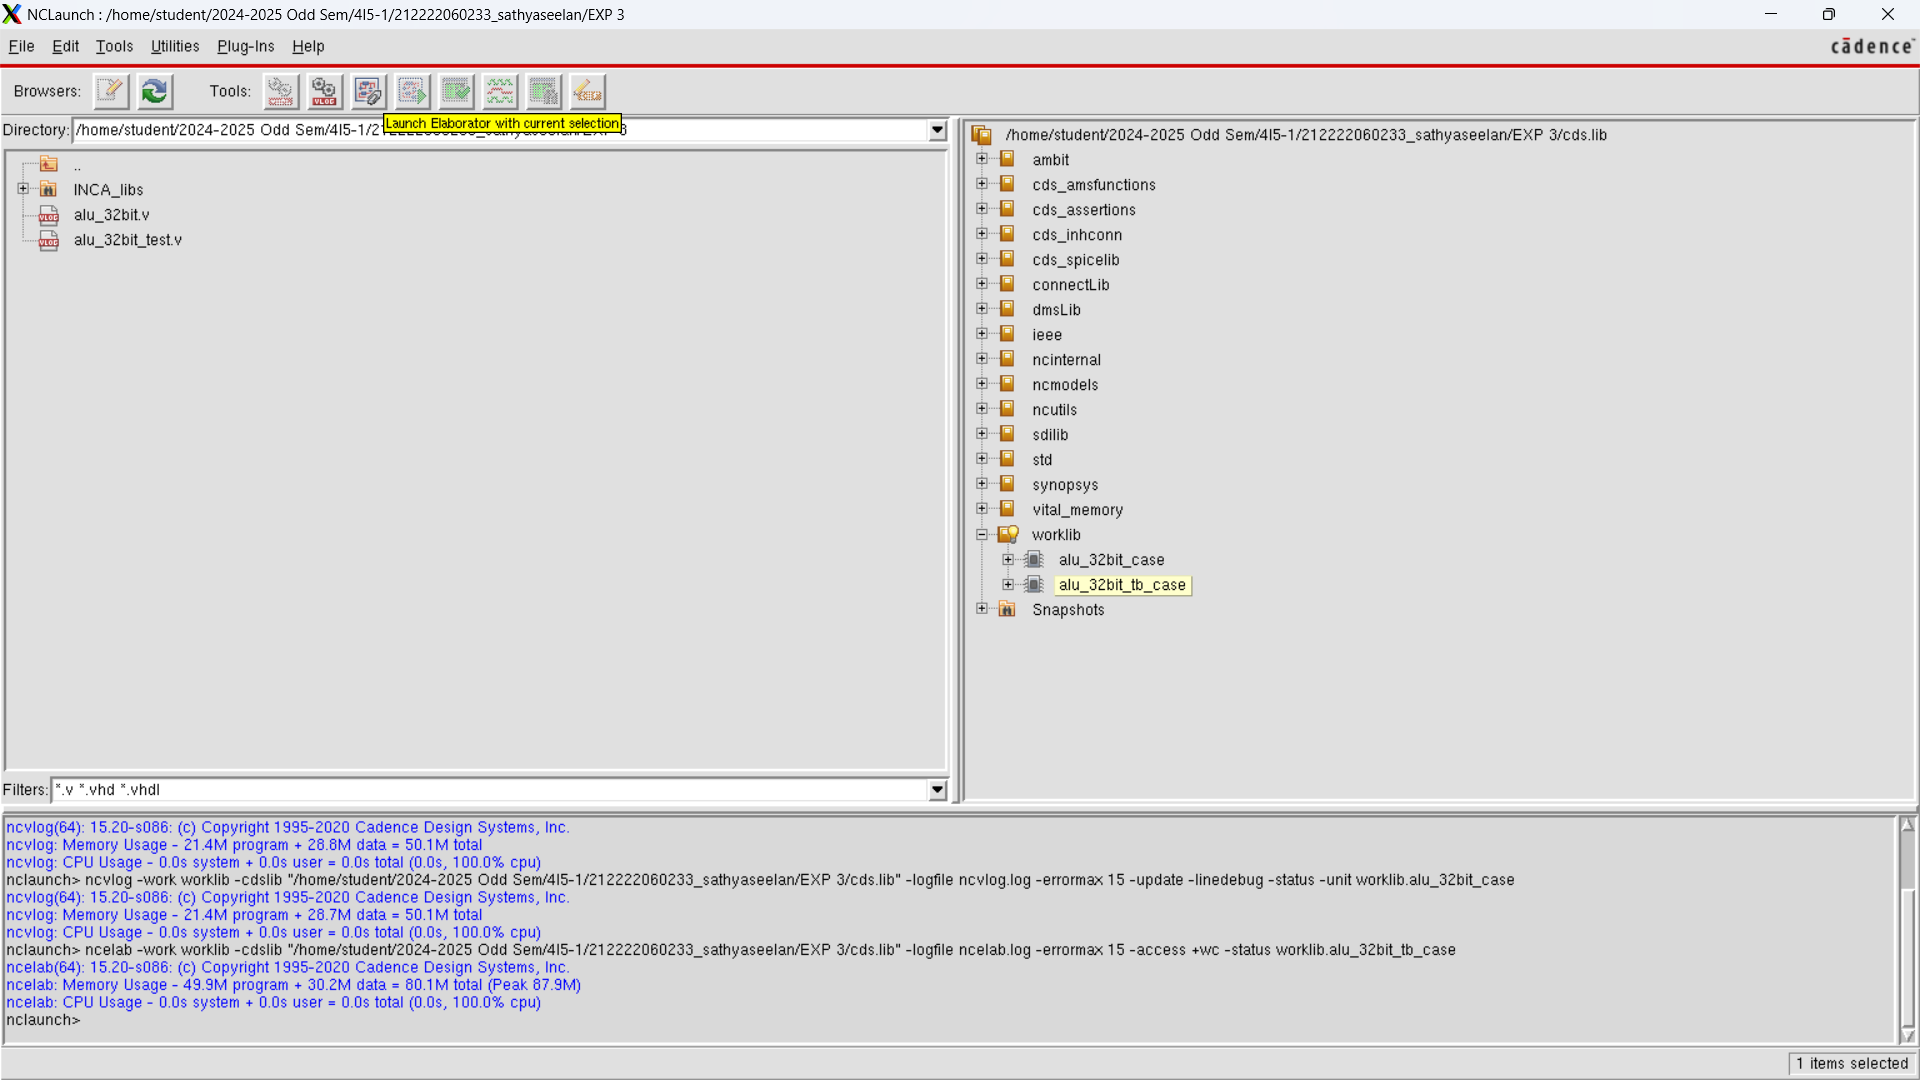 NCLaunch : /home/student/2024-2025 Odd Sem/4I5-1/212222060233_sathyaseelan/EXP 3
File Edit Tools Utilities Plug-Ins Help
cādence
Browsers: Tools:
VLOG
Launch Elaborator with current selection
Directory: /home/student/2024-2025 Odd Sem/4I5-1/21
3
..
INCA_libs
alu_32bit.v
alu_32bit_test.v
/home/student/2024-2025 Odd Sem/4I5-1/212222060233_sathyaseelan/EXP 3/cds.lib
ambit
cds_amsfunctions
cds_assertions
cds_inhconn
cds_spicelib
connectLib
dmsLib
ieee
ncinternal
ncmodels
ncutils
sdilib
std
synopsys
vital_memory
worklib
alu_32bit_case
alu_32bit_tb_case
Snapshots
Filters: *.v *.vhd *.vhdl
ncvlog(64): 15.20-s086: (c) Copyright 1995-2020 Cadence Design Systems, Inc.
ncvlog: Memory Usage - 21.4M program + 28.8M data = 50.1M total
ncvlog: CPU Usage - 0.0s system + 0.0s user = 0.0s total (0.0s, 100.0% cpu)
nclaunch> ncvlog -work worklib -cdslib "/home/student/2024-2025 Odd Sem/4I5-1/212222060233_sathyaseelan/EXP 3/cds.lib" -logfile ncvlog.log -errormax 15 -update -linedebug -status -unit worklib.alu_32bit_case
ncvlog(64): 15.20-s086: (c) Copyright 1995-2020 Cadence Design Systems, Inc.
ncvlog: Memory Usage - 21.4M program + 28.7M data = 50.1M total
ncvlog: CPU Usage - 0.0s system + 0.0s user = 0.0s total (0.0s, 100.0% cpu)
nclaunch> ncelab -work worklib -cdslib "/home/student/2024-2025 Odd Sem/4I5-1/212222060233_sathyaseelan/EXP 3/cds.lib" -logfile ncelab.log -errormax 15 -access +wc -status worklib.alu_32bit_tb_case
ncelab(64): 15.20-s086: (c) Copyright 1995-2020 Cadence Design Systems, Inc.
ncelab: Memory Usage - 49.9M program + 30.2M data = 80.1M total (Peak 87.9M)
ncelab: CPU Usage - 0.0s system + 0.0s user = 0.0s total (0.0s, 100.0% cpu)
nclaunch>
1 items selected